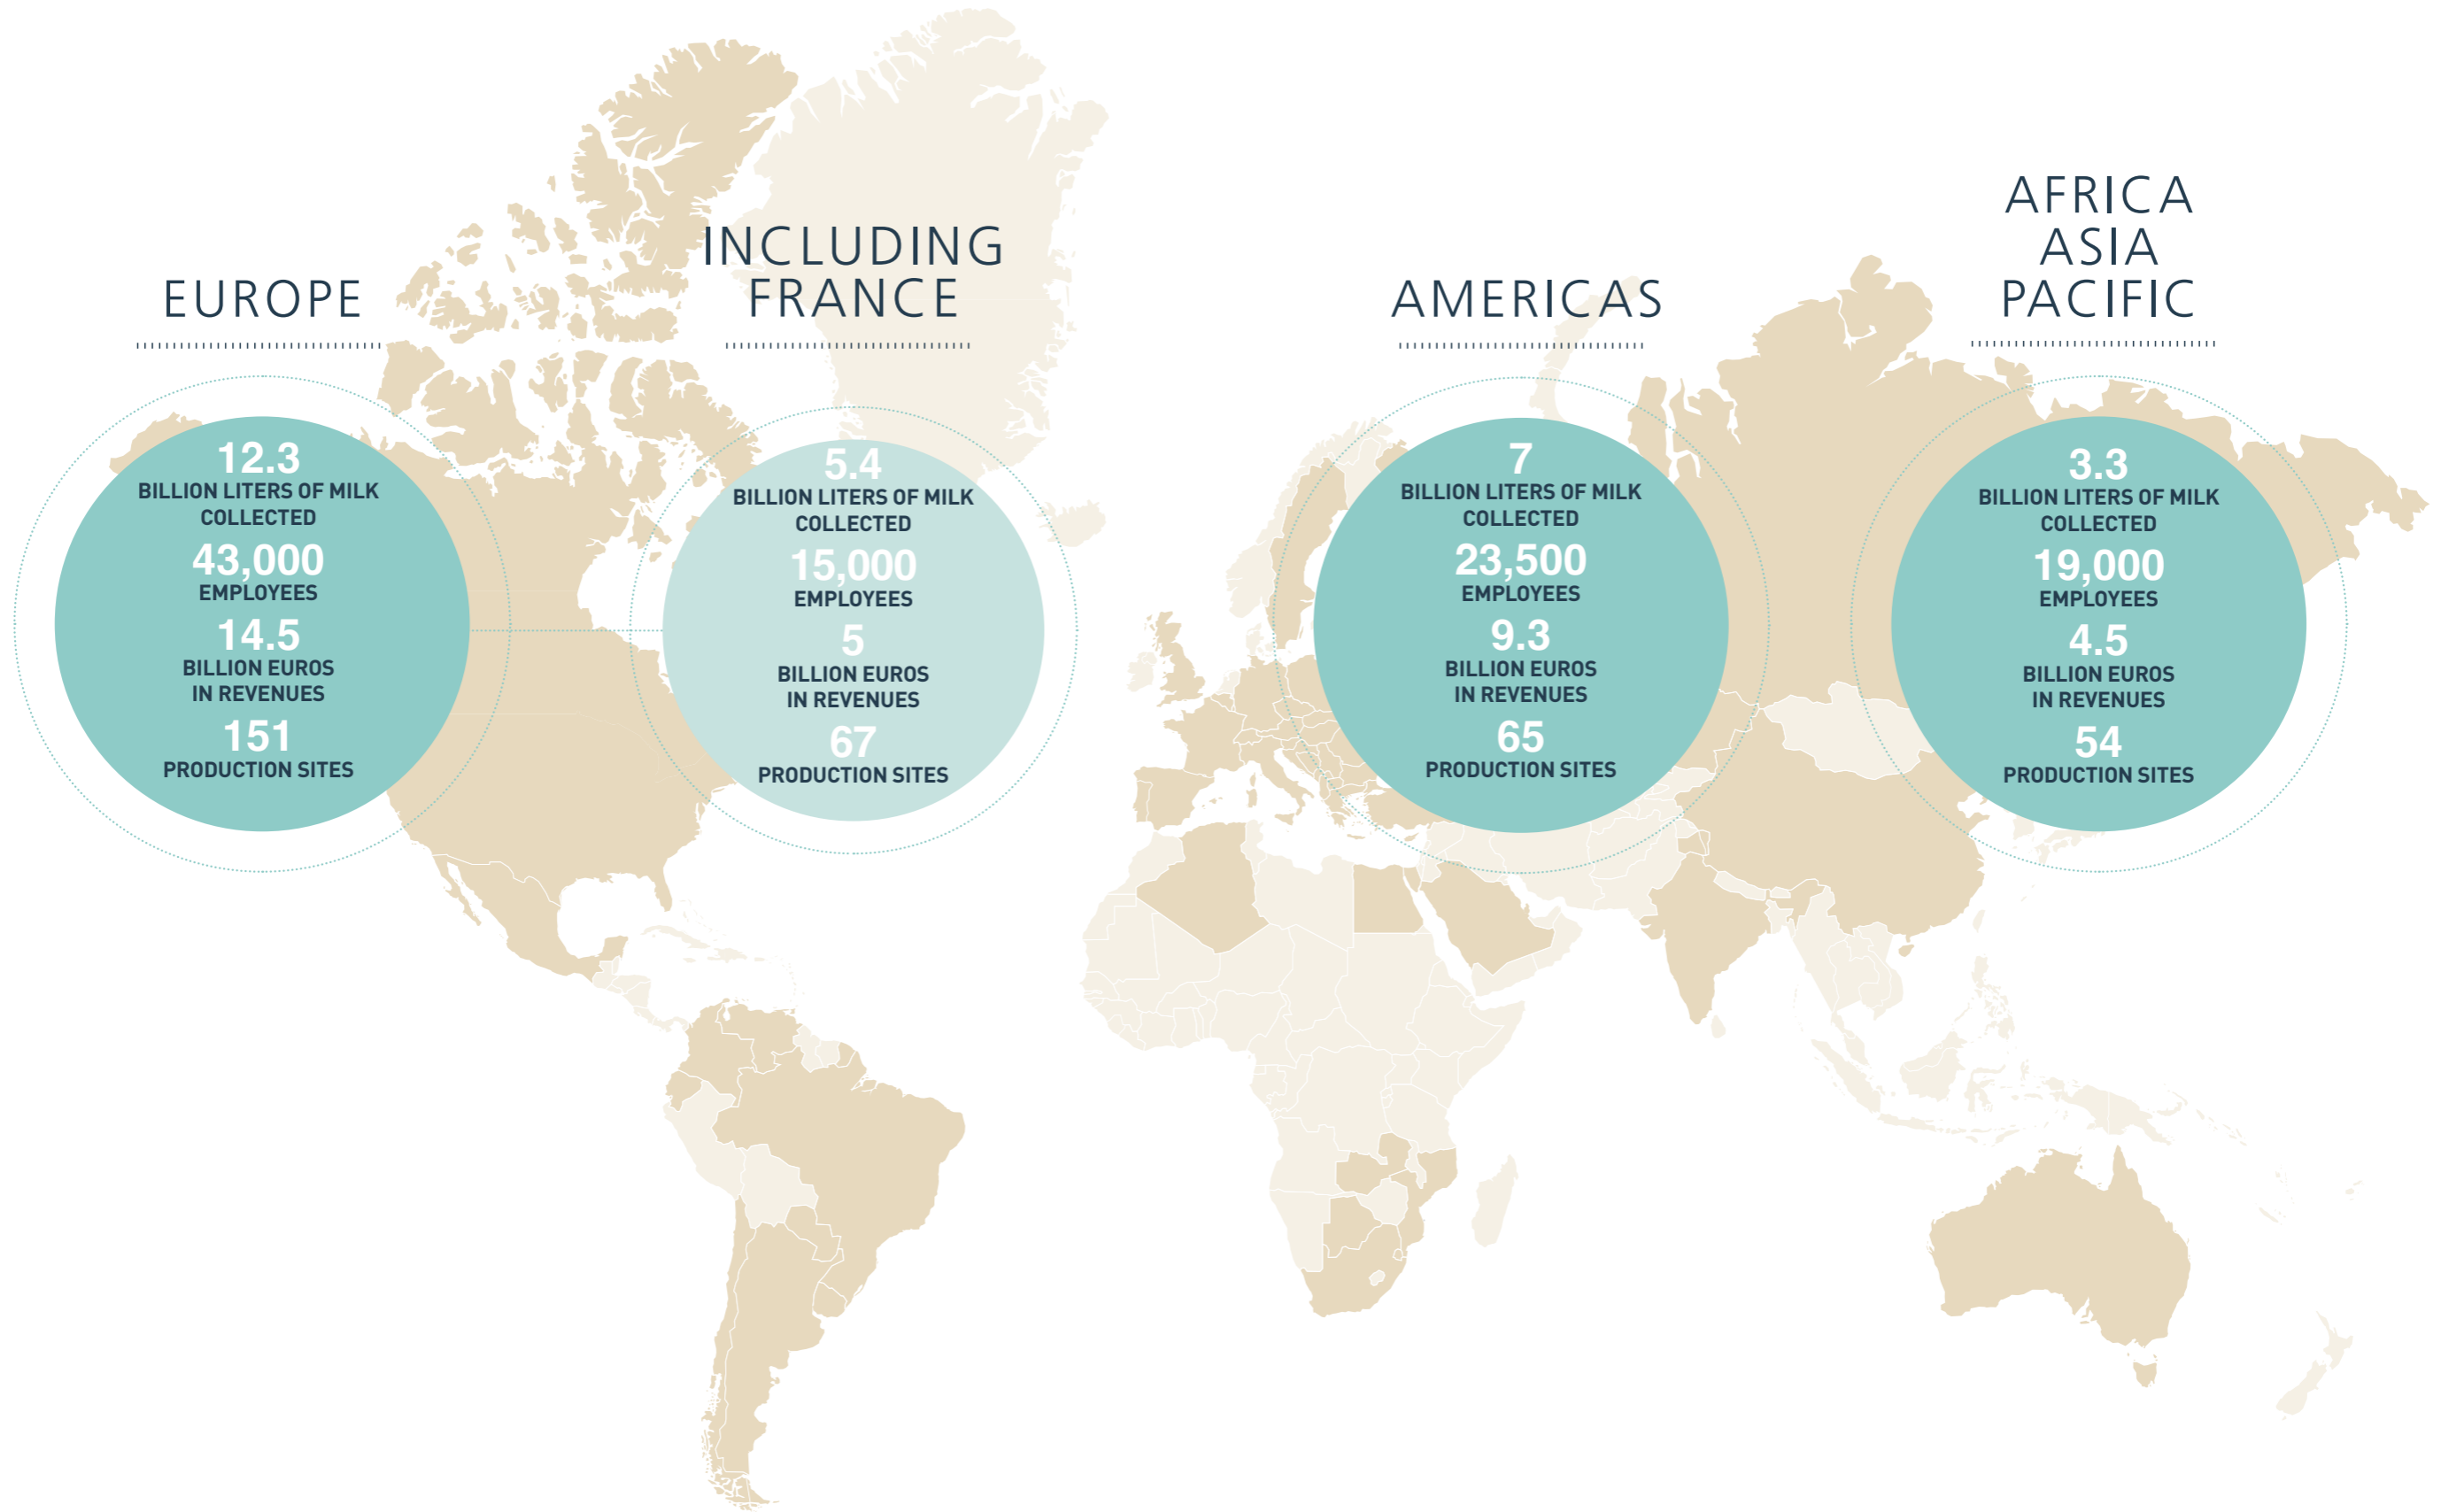 EUROPE
12.3
BILLION LITERS OF MILK
COLLECTED
43,000
EMPLOYEES
14.5
BILLION EUROS
IN REVENUES
151
PRODUCTION SITES
INCLUDING
FRANCE
5.4
BILLION LITERS OF MILK
COLLECTED
15,000
EMPLOYEES
5
BILLION EUROS
IN REVENUES
67
PRODUCTION SITES
AMERICAS
7
BILLION LITERS OF MILK
COLLECTED
23,500
EMPLOYEES
9.3
BILLION EUROS
IN REVENUES
65
PRODUCTION SITES
AFRICA
ASIA
PACIFIC
3.3
BILLION LITERS OF MILK
COLLECTED
19,000
EMPLOYEES
4.5
BILLION EUROS
IN REVENUES
54
PRODUCTION SITES